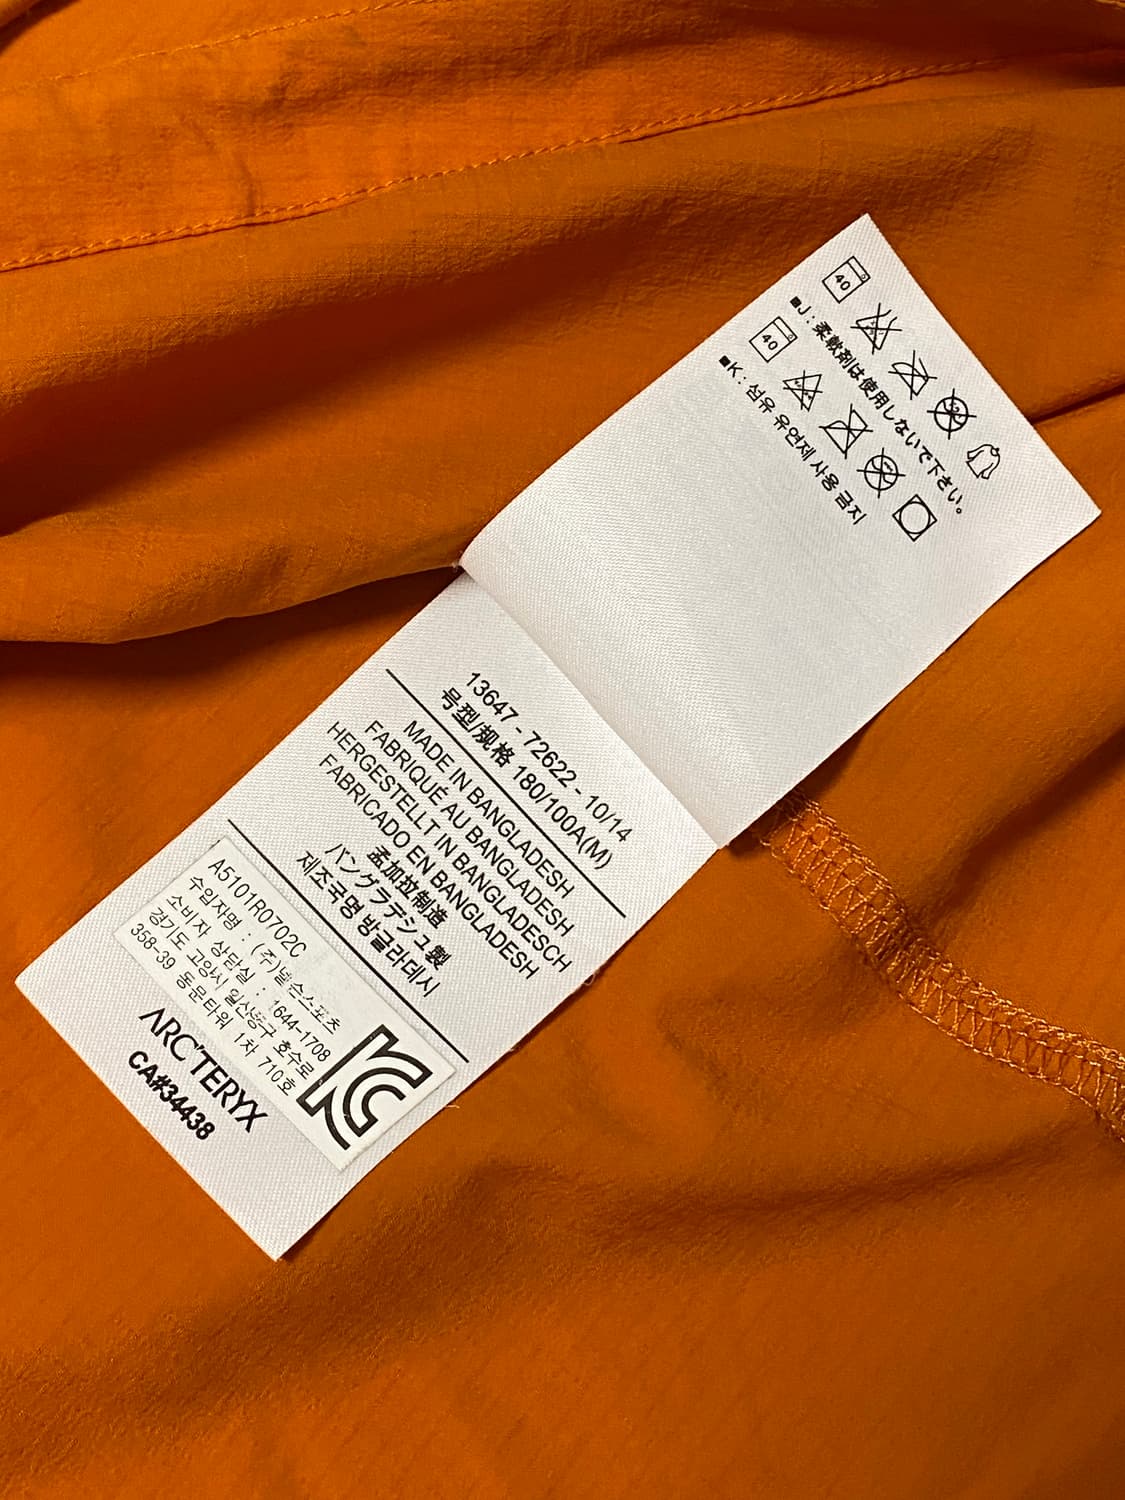 40
■J : 柔軟剤は使用しないで下さい。
40
■K : 섬유 유연제 사용 금지
13647 - 72622 - 10/14
号型/规格 180/100A(M)
MADE IN BANGLADESH
FABRIQUÉ AU BANGLADESH
HERGESTELLT IN BANGLADESCH
FABRICADO EN BANGLADESH
孟加拉制造
バングラデシュ製
제조국명 방글라데시
A5101R0702C
수입자명 : (주)넬슨스포츠
소비자 상담실 : 1644-1708
경기도 고양시 일산동구 호수로
358-39 동문타워 1차 710호
ARC'TERYX
CA#34438